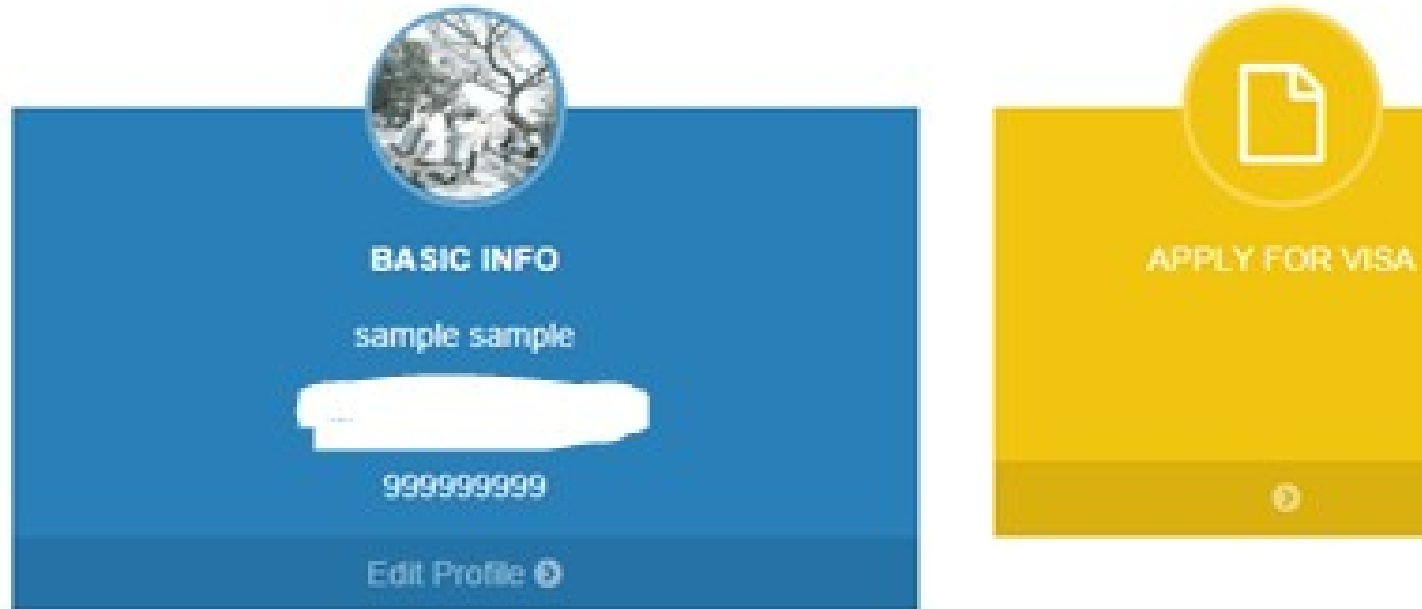 BASIC INFO
sample sample
999999999
Edit Profile
APPLY FOR VISA